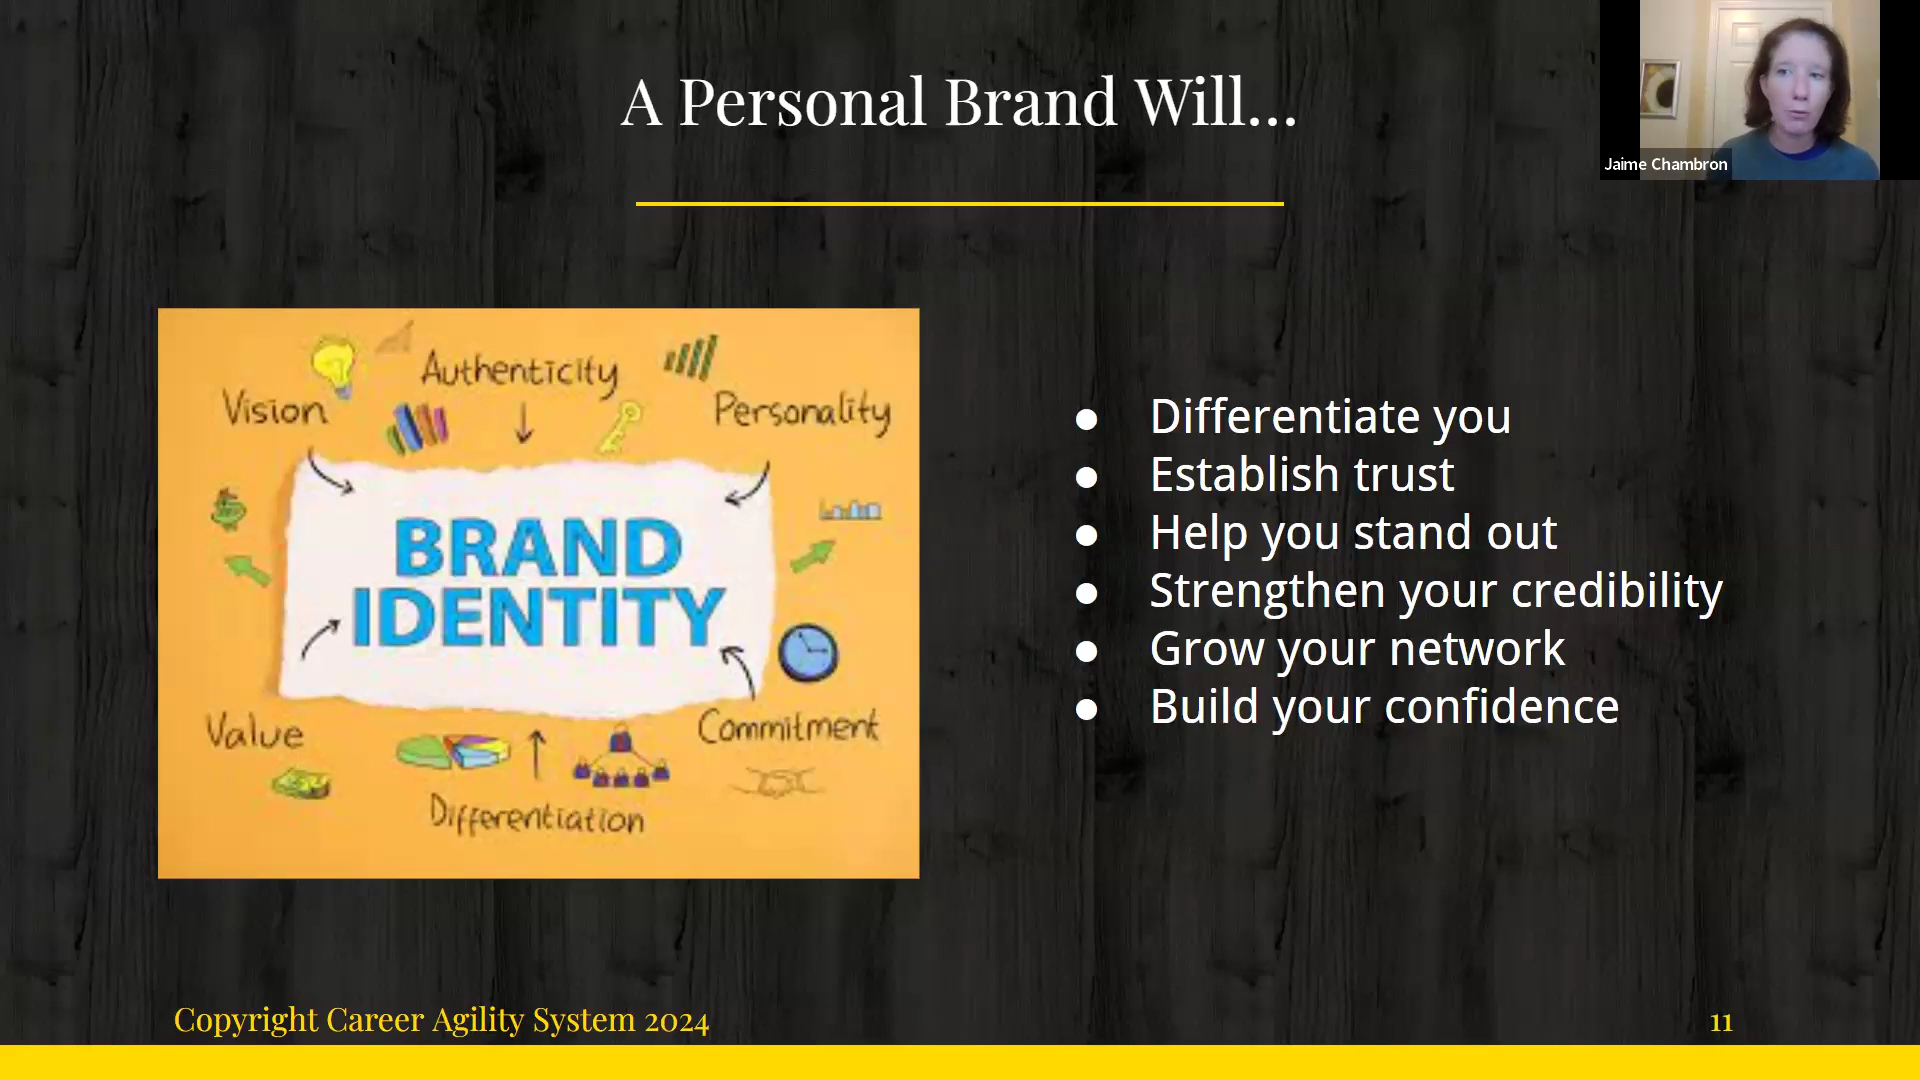 A Personal Brand Will...
Jaime Chambron
Authenticity
Vision
Personality
BRAND
IDENTITY
Value
Commitment
Differentiation
● Differentiate you
● Establish trust
● Help you stand out
● Strengthen your credibility
● Grow your network
● Build your confidence
Copyright Career Agility System 2024
11